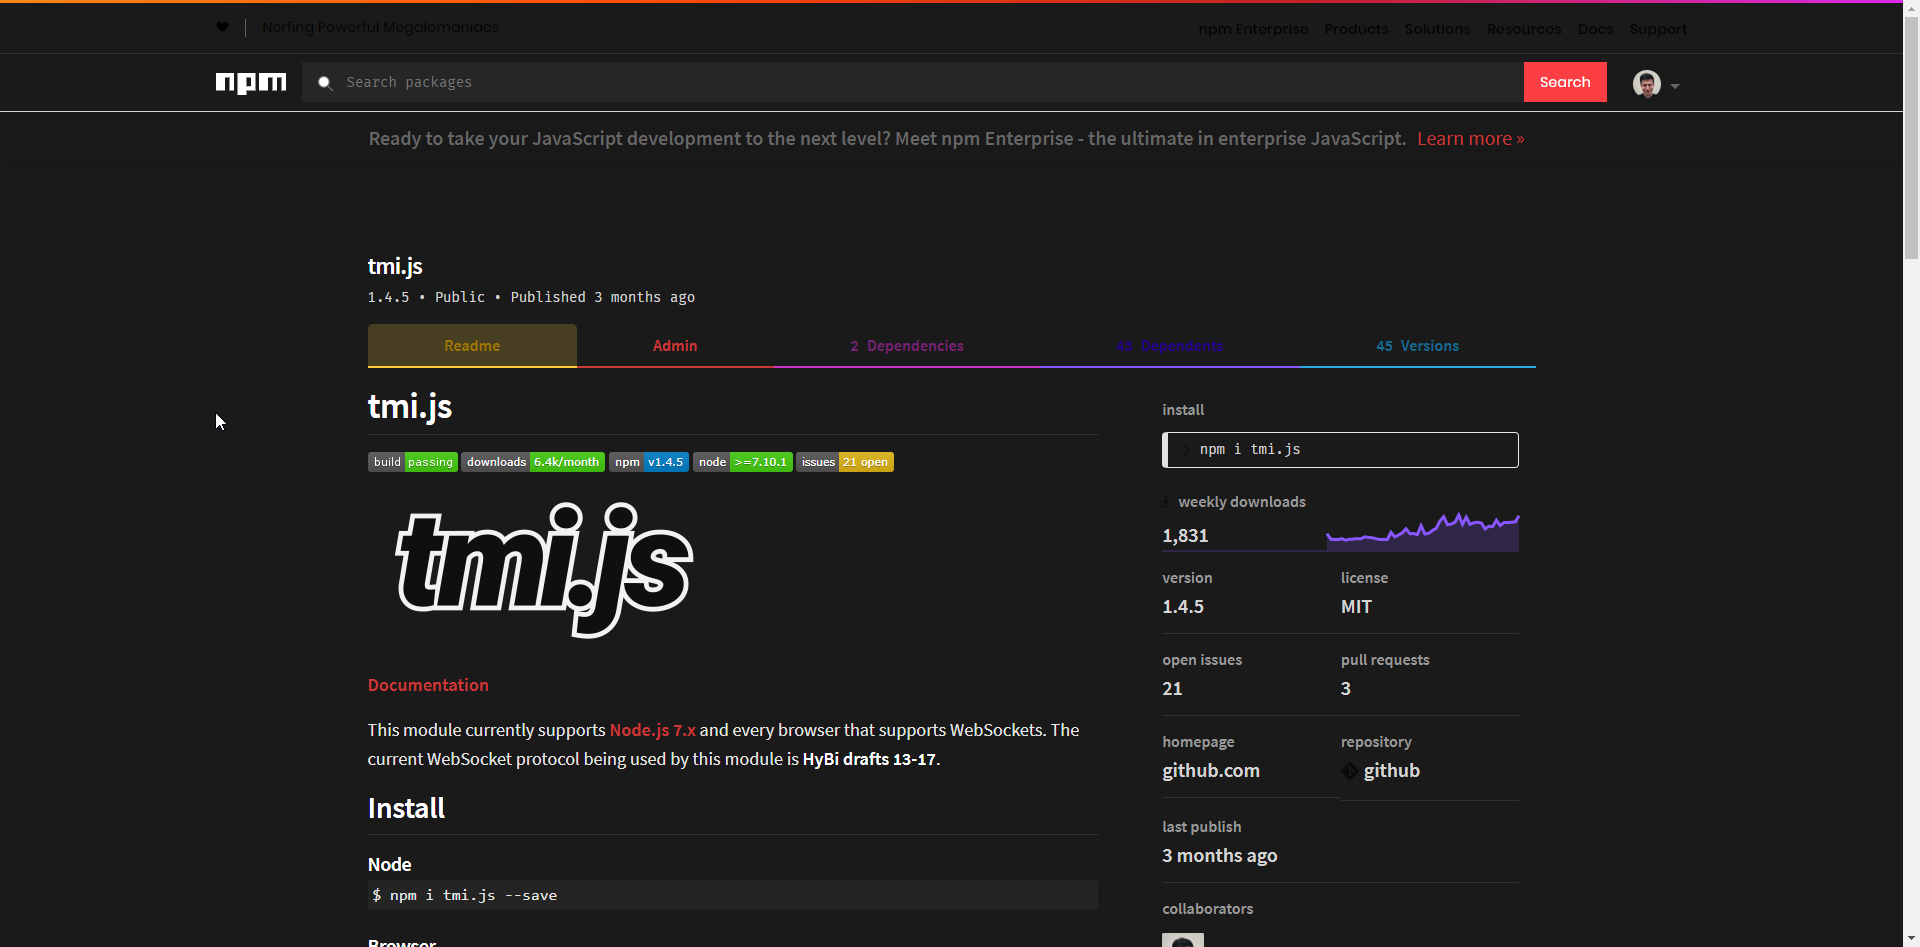 Nerfing Powerful Megalomaniacs
npm Enterprise Products Solutions Resources Docs Support
npm Search packages Search
Ready to take your JavaScript development to the next level? Meet npm Enterprise - the ultimate in enterprise JavaScript. Learn more »
tmi.js
1.4.5 • Public • Published 3 months ago
Readme Admin 2 Dependencies 45 Versions
tmi.js
build passing downloads 6.4k/month npm v1.4.5 node >=7.10.1 issues 21 open
tmi.js
Documentation
This module currently supports Node.js 7.x and every browser that supports WebSockets. The
current WebSocket protocol being used by this module is HyBi drafts 13-17.
Install
Node
$ npm i tmi.js --save
Browser
install
> npm i tmi.js
weekly downloads
1,831
version license
1.4.5 MIT
open issues pull requests
21 3
homepage repository
github.com github
last publish
3 months ago
collaborators